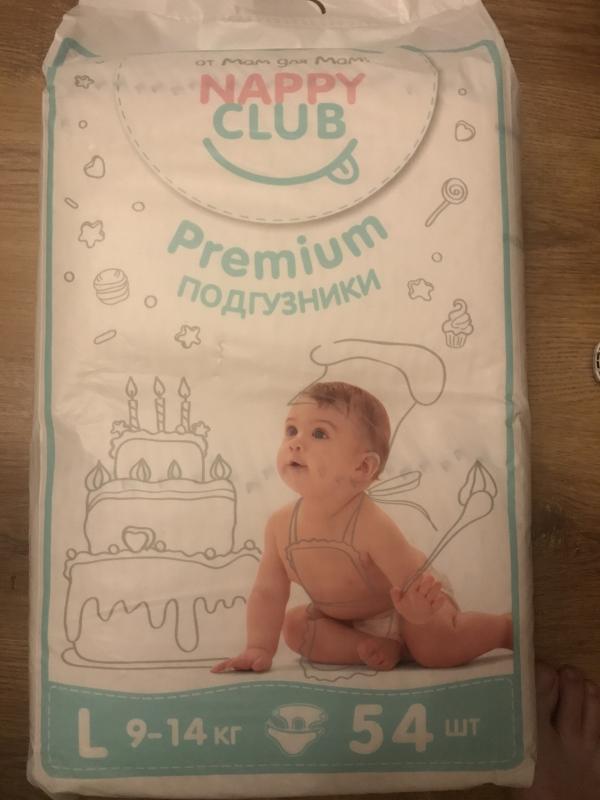 от мам для мам
NAPPY
CLUB
Premium
ПОДГУЗНИКИ
L 9-14 кг 54 шт